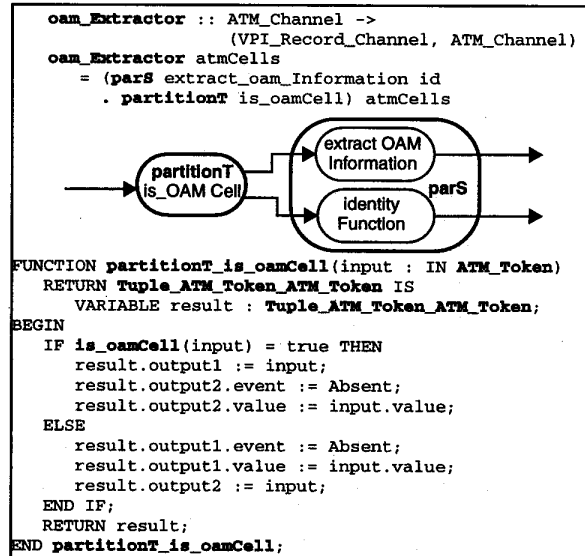 oam_Extractor :: ATM_Channel ->
(VPI_Record_Channel, ATM_Channel)
oam_Extractor atmCells
= (parS extract_oam_Information id
. partitionT is_oamCell) atmCells
partitionT
is_OAM Cell
extract OAM
Information
parS
identity
Function
FUNCTION partitionT_is_oamCell(input : IN ATM_Token)
RETURN Tuple_ATM_Token_ATM_Token IS
VARIABLE result : Tuple_ATM_Token_ATM_Token;
BEGIN
IF is_oamCell(input) = true THEN
result.output1 := input;
result.output2.event := Absent;
result.output2.value := input.value;
ELSE
result.output1.event := Absent;
result.output1.value := input.value;
result.output2 := input;
END IF;
RETURN result;
END partitionT_is_oamCell;